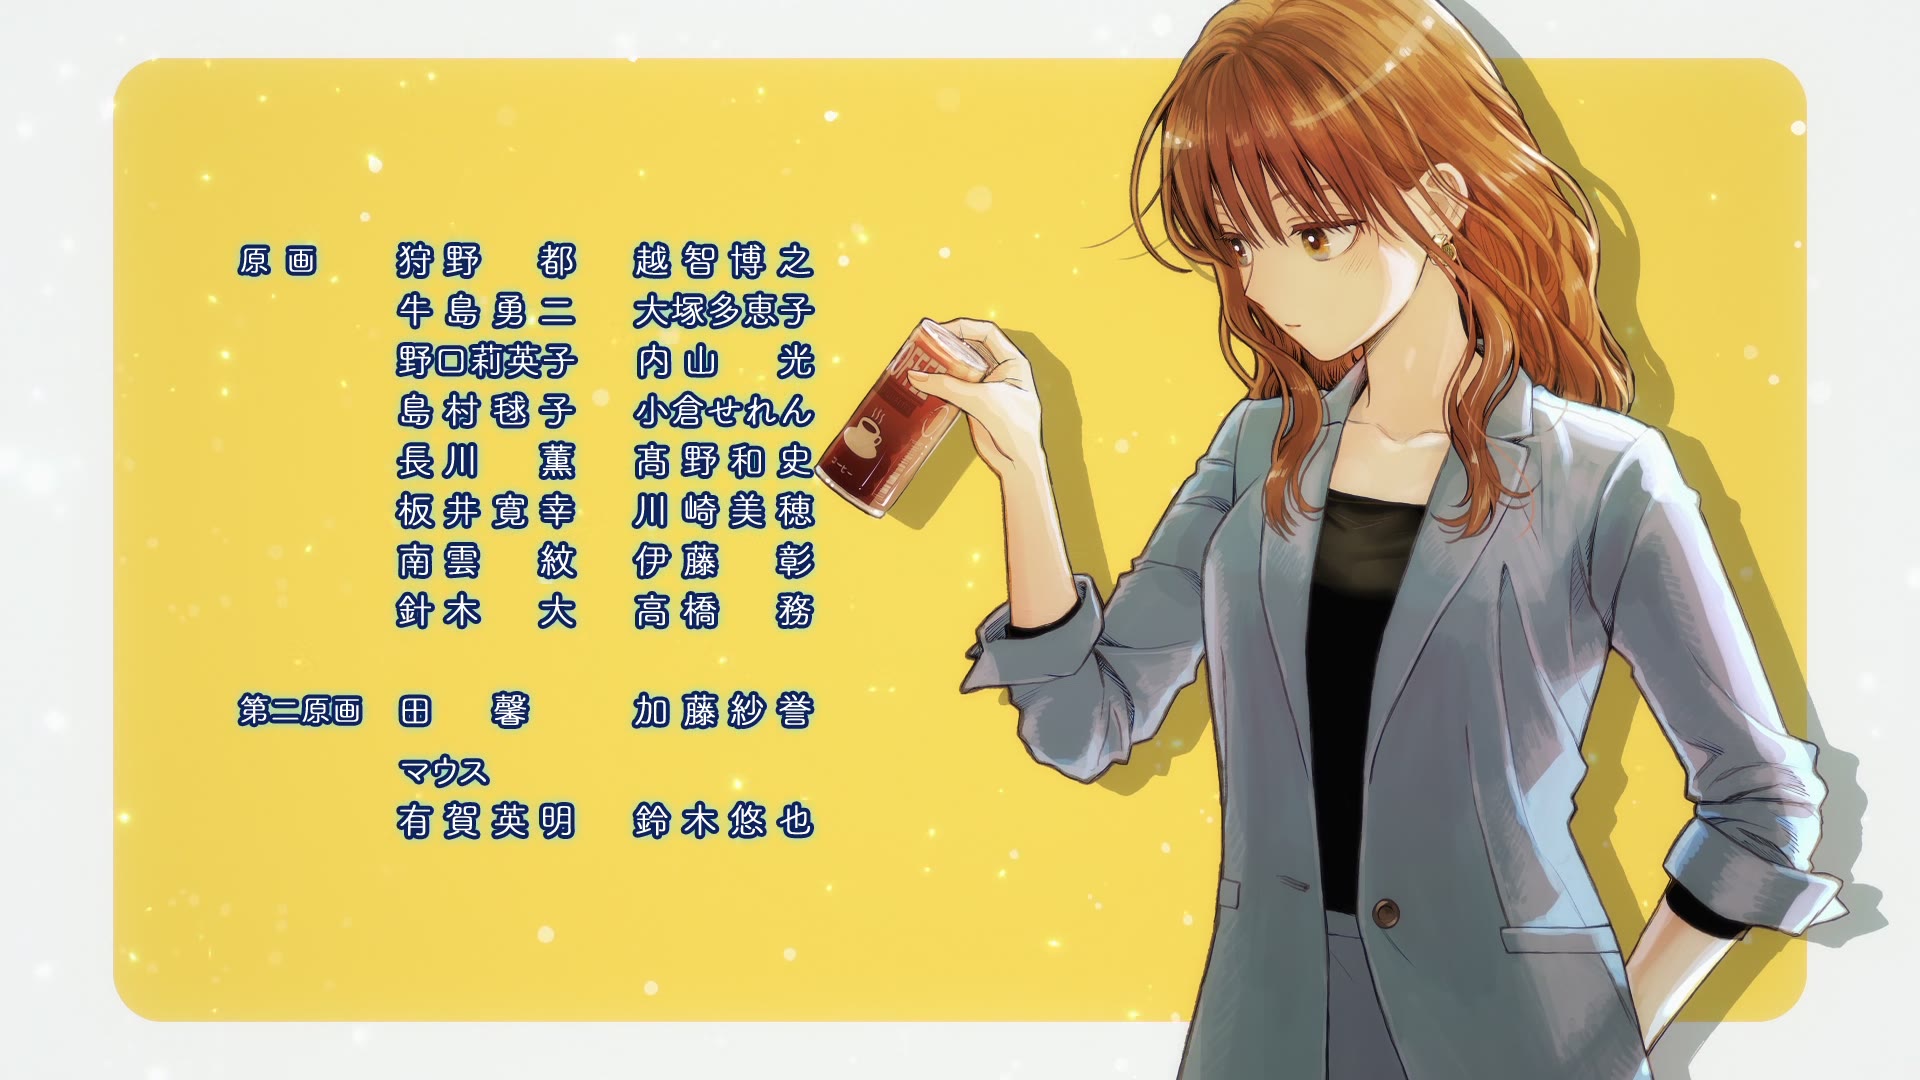 原画 狩野 都 越智博之
牛島勇二 大塚多恵子
野口莉英子 内山 光
島村毬子 小倉せれん
長川 薫 髙野和史
板井寛幸 川崎美穂
南雲 紋 伊藤 彰
針木 大 高橋 務
第二原画 田 馨 加藤紗誉
マウス
有賀英明 鈴木悠也
コーヒー